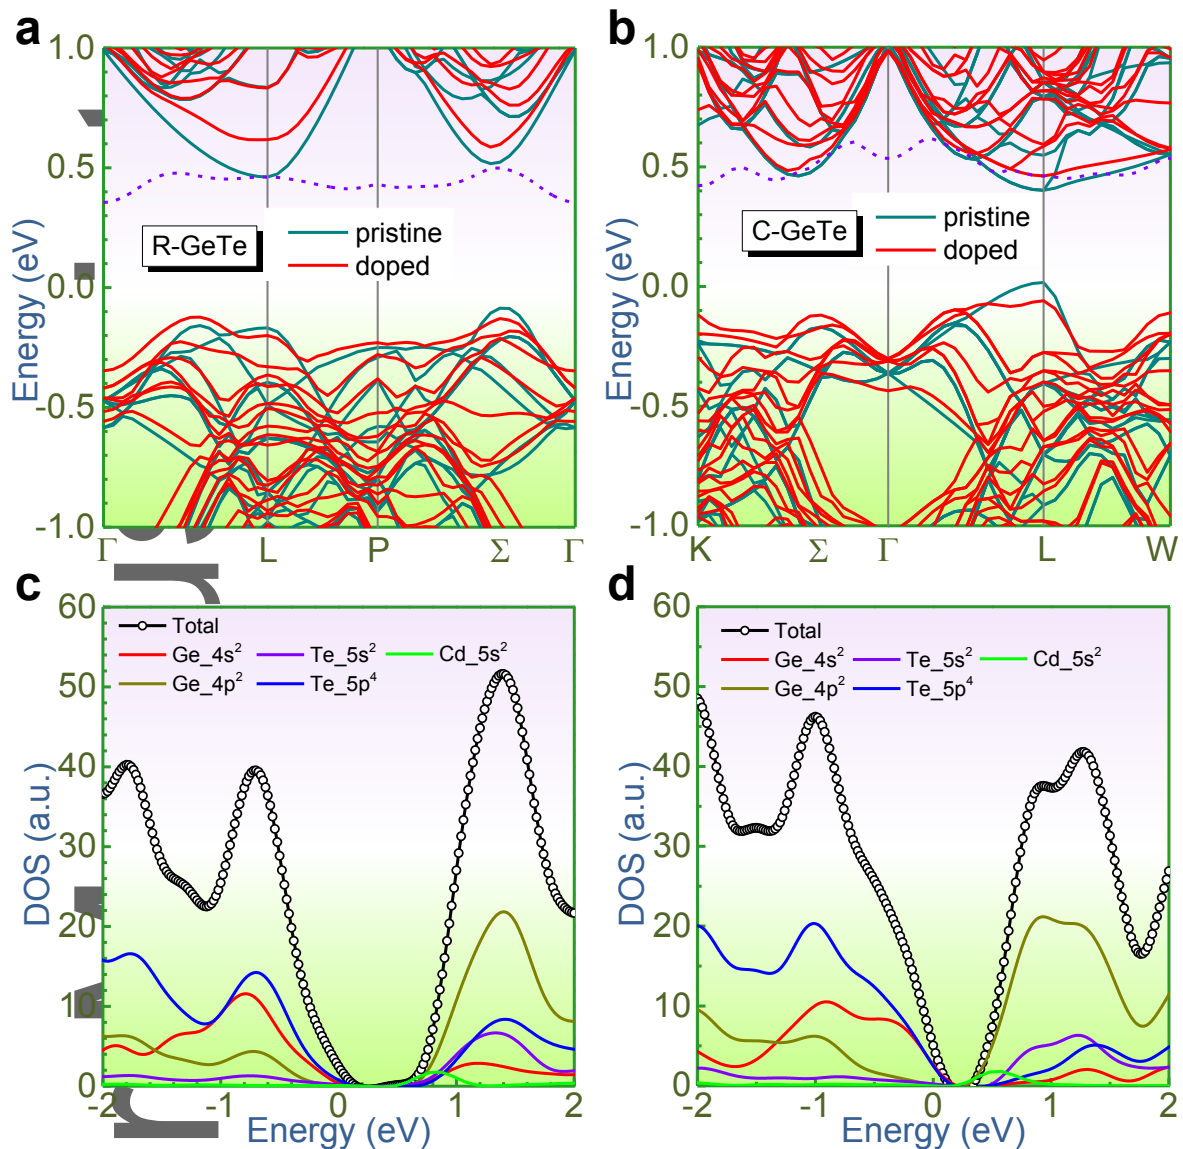 a
b
1.0
0.5
0.0
-0.5
-1.0
Energy (eV)
R-GeTe
pristine
doped
Γ L P Σ Γ
1.0
0.5
0.0
-0.5
-1.0
Energy (eV)
C-GeTe
pristine
doped
K Σ Γ L W
c
d
60
50
40
30
20
10
0
DOS (a.u.)
Total
Ge_4s² Te_5s² Cd_5s²
Ge_4p² Te_5p⁴
-2 -1 0 1 2
Energy (eV)
60
50
40
30
20
10
0
DOS (a.u.)
Total
Ge_4s² Te_5s² Cd_5s²
Ge_4p² Te_5p⁴
-2 -1 0 1 2
Energy (eV)